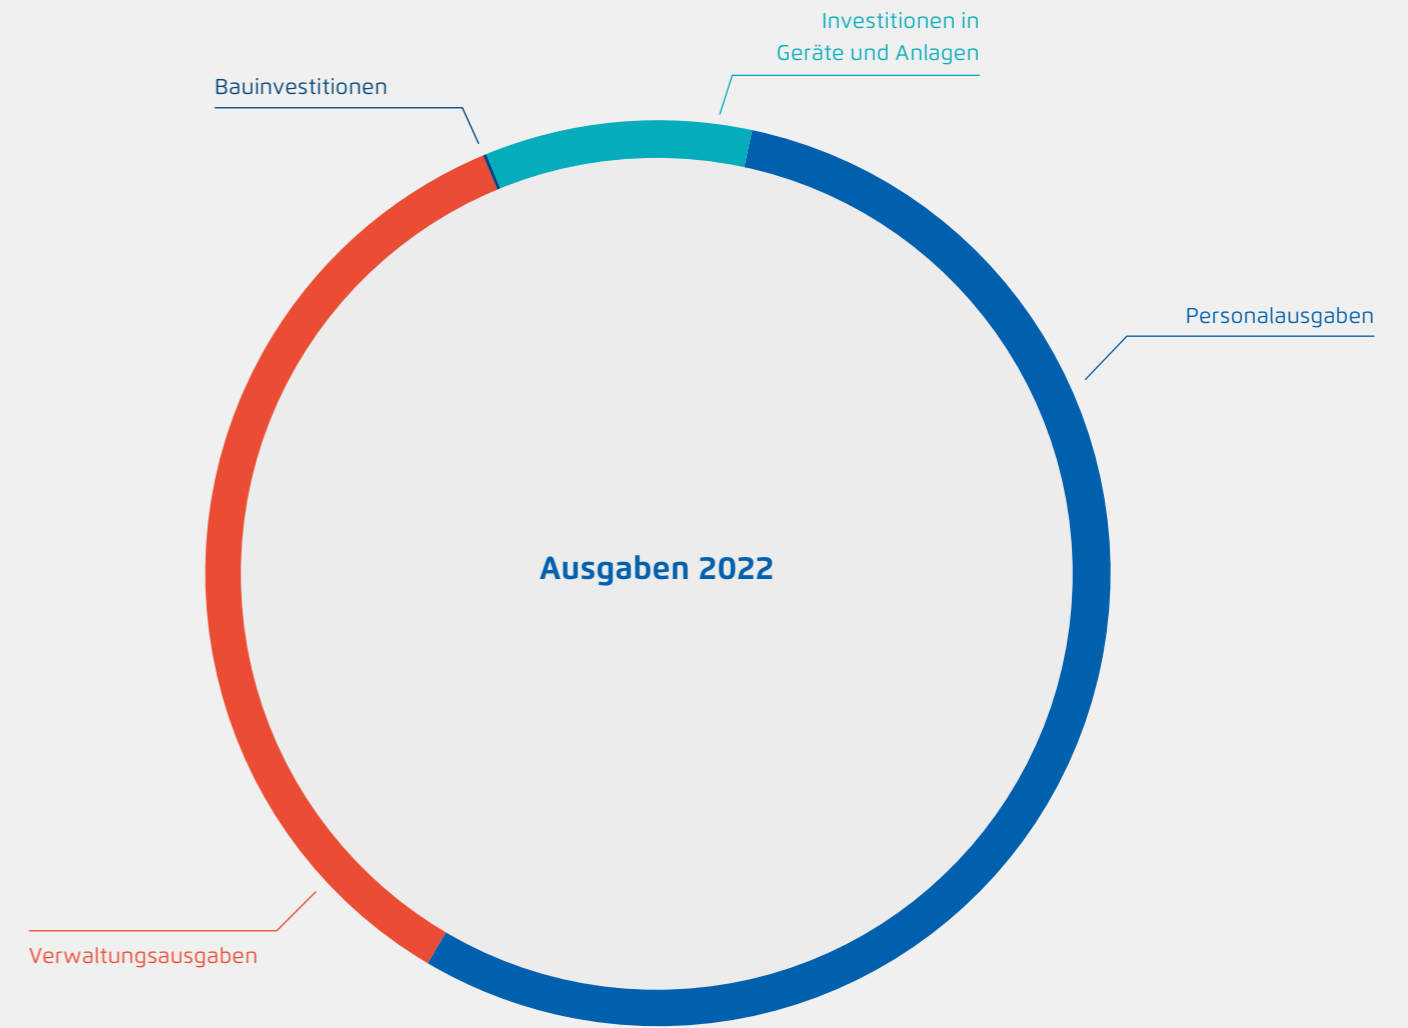 Investitionen in
Geräte und Anlagen
Bauinvestitionen
Personalausgaben
Ausgaben 2022
Verwaltungsausgaben